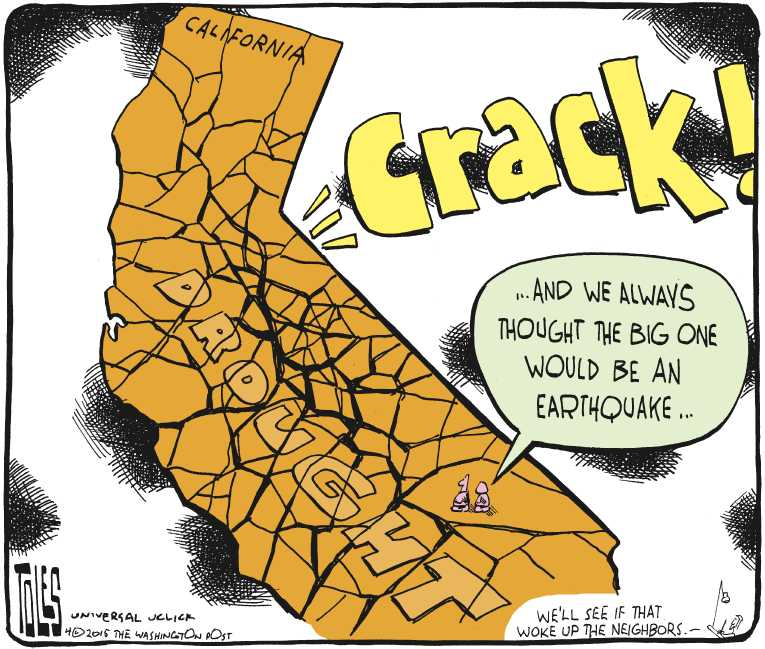 CALIFORNIA
Crack!
DROUGHT
...AND WE ALWAYS
THOUGHT THE BIG ONE
WOULD BE AN
EARTHQUAKE...
TOLES
UNIVERSAL UCLICK
© 2015 THE WASHINGTON POST
WE'LL SEE IF THAT
WOKE UP THE NEIGHBORS.—